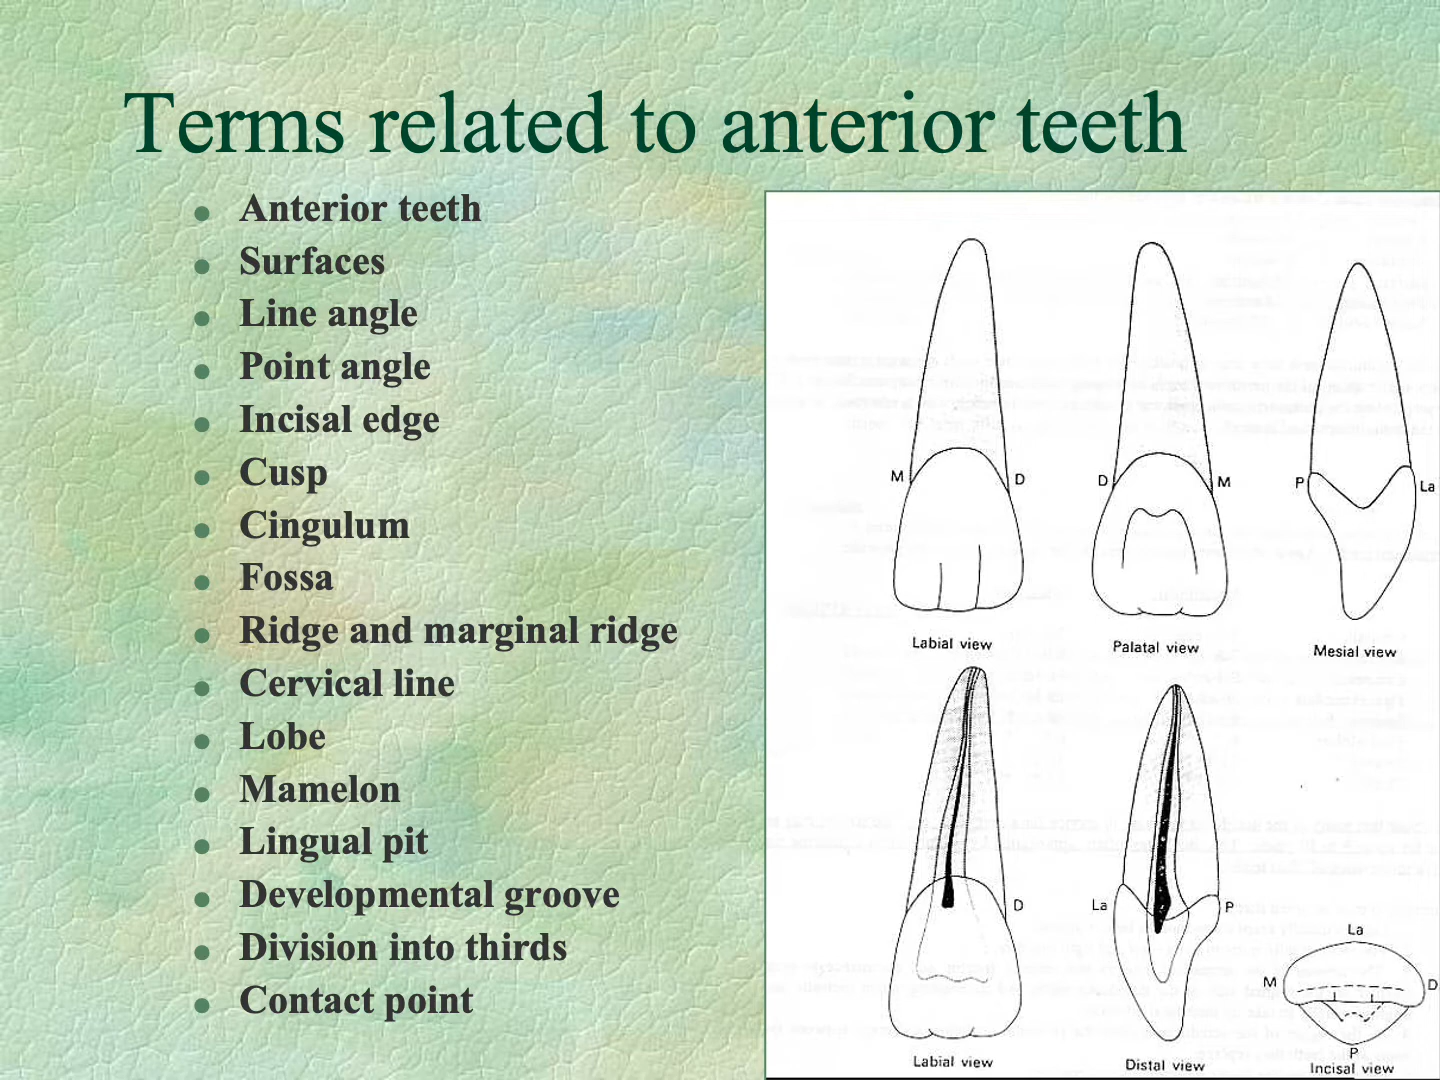 Terms related to anterior teeth
Anterior teeth
Surfaces
Line angle
Point angle
Incisal edge
Cusp
Cingulum
Fossa
Ridge and marginal ridge
Cervical line
Lobe
Mamelon
Lingual pit
Developmental groove
Division into thirds
Contact point
M D D M P La
Labial view Palatal view Mesial view
D La P
La
M D
P
Labial view Distal view Incisal view